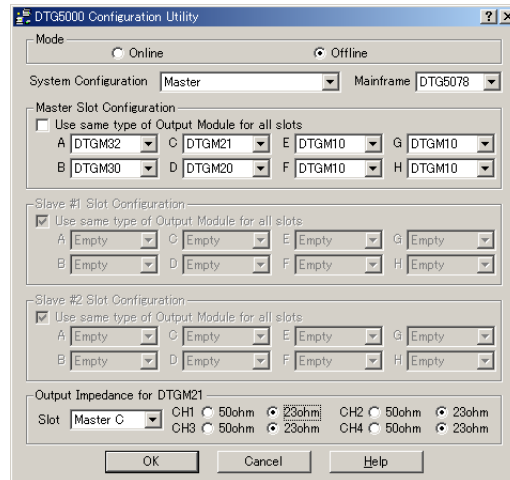 DTG5000 Configuration Utility
Mode
Online Offline
System Configuration Master Mainframe DTG5078
Master Slot Configuration
Use same type of Output Module for all slots
A DTGM32 C DTGM21 E DTGM10 G DTGM10
B DTGM30 D DTGM20 F DTGM10 H DTGM10
Slave #1 Slot Configuration
Use same type of Output Module for all slots
A Empty C Empty E Empty G Empty
B Empty D Empty F Empty H Empty
Slave #2 Slot Configuration
Use same type of Output Module for all slots
A Empty C Empty E Empty G Empty
B Empty D Empty F Empty H Empty
Output Impedance for DTGM21
Slot Master C CH1 50ohm 23ohm CH2 50ohm 23ohm
CH3 50ohm 23ohm CH4 50ohm 23ohm
OK Cancel Help